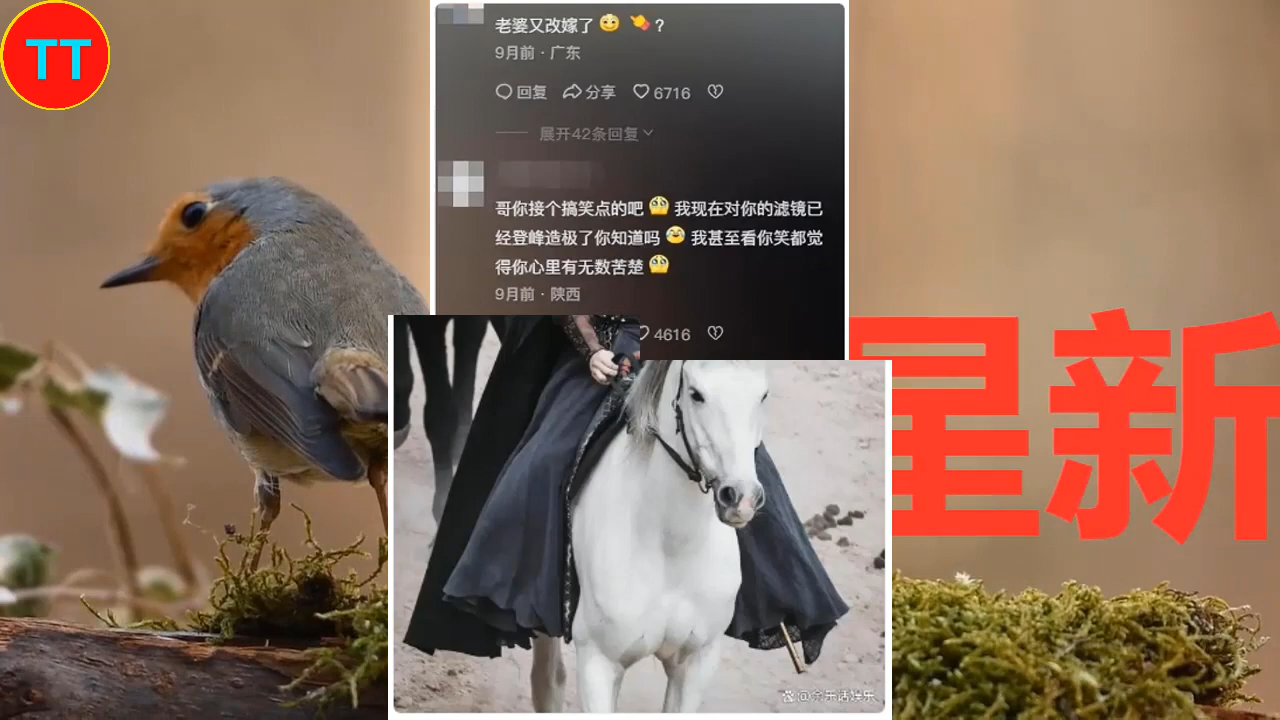 TT
老婆又改嫁了😊 👈?
9月前 · 广东
回复 分享 6716
展开42条回复
哥你接个搞笑点的吧🥺 我现在对你的滤镜已
经登峰造极了你知道吗😂 我甚至看你笑都觉
得你心里有无数苦楚🥺
9月前 · 陕西
4616
星新